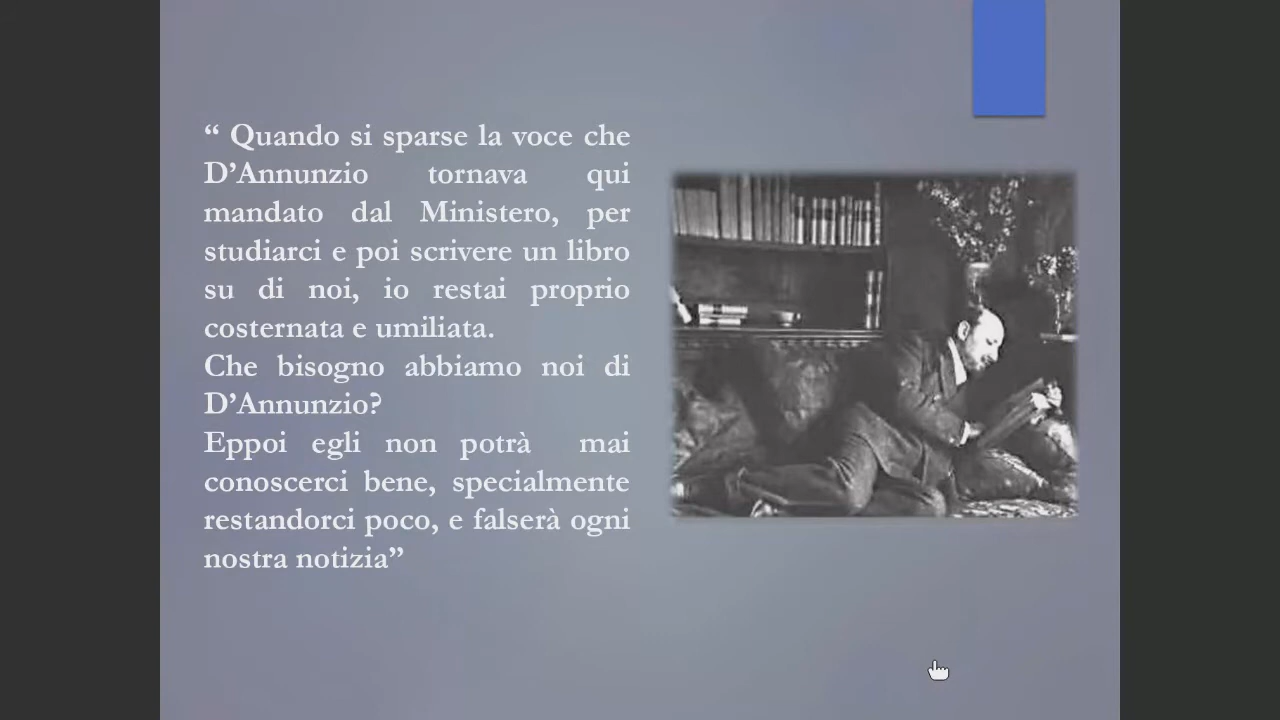 “ Quando si sparse la voce che
D’Annunzio tornava qui
mandato dal Ministero, per
studiarci e poi scrivere un libro
su di noi, io restai proprio
costernata e umiliata.
Che bisogno abbiamo noi di
D’Annunzio?
Eppoi egli non potrà mai
conoscerci bene, specialmente
restandorci poco, e falserà ogni
nostra notizia”